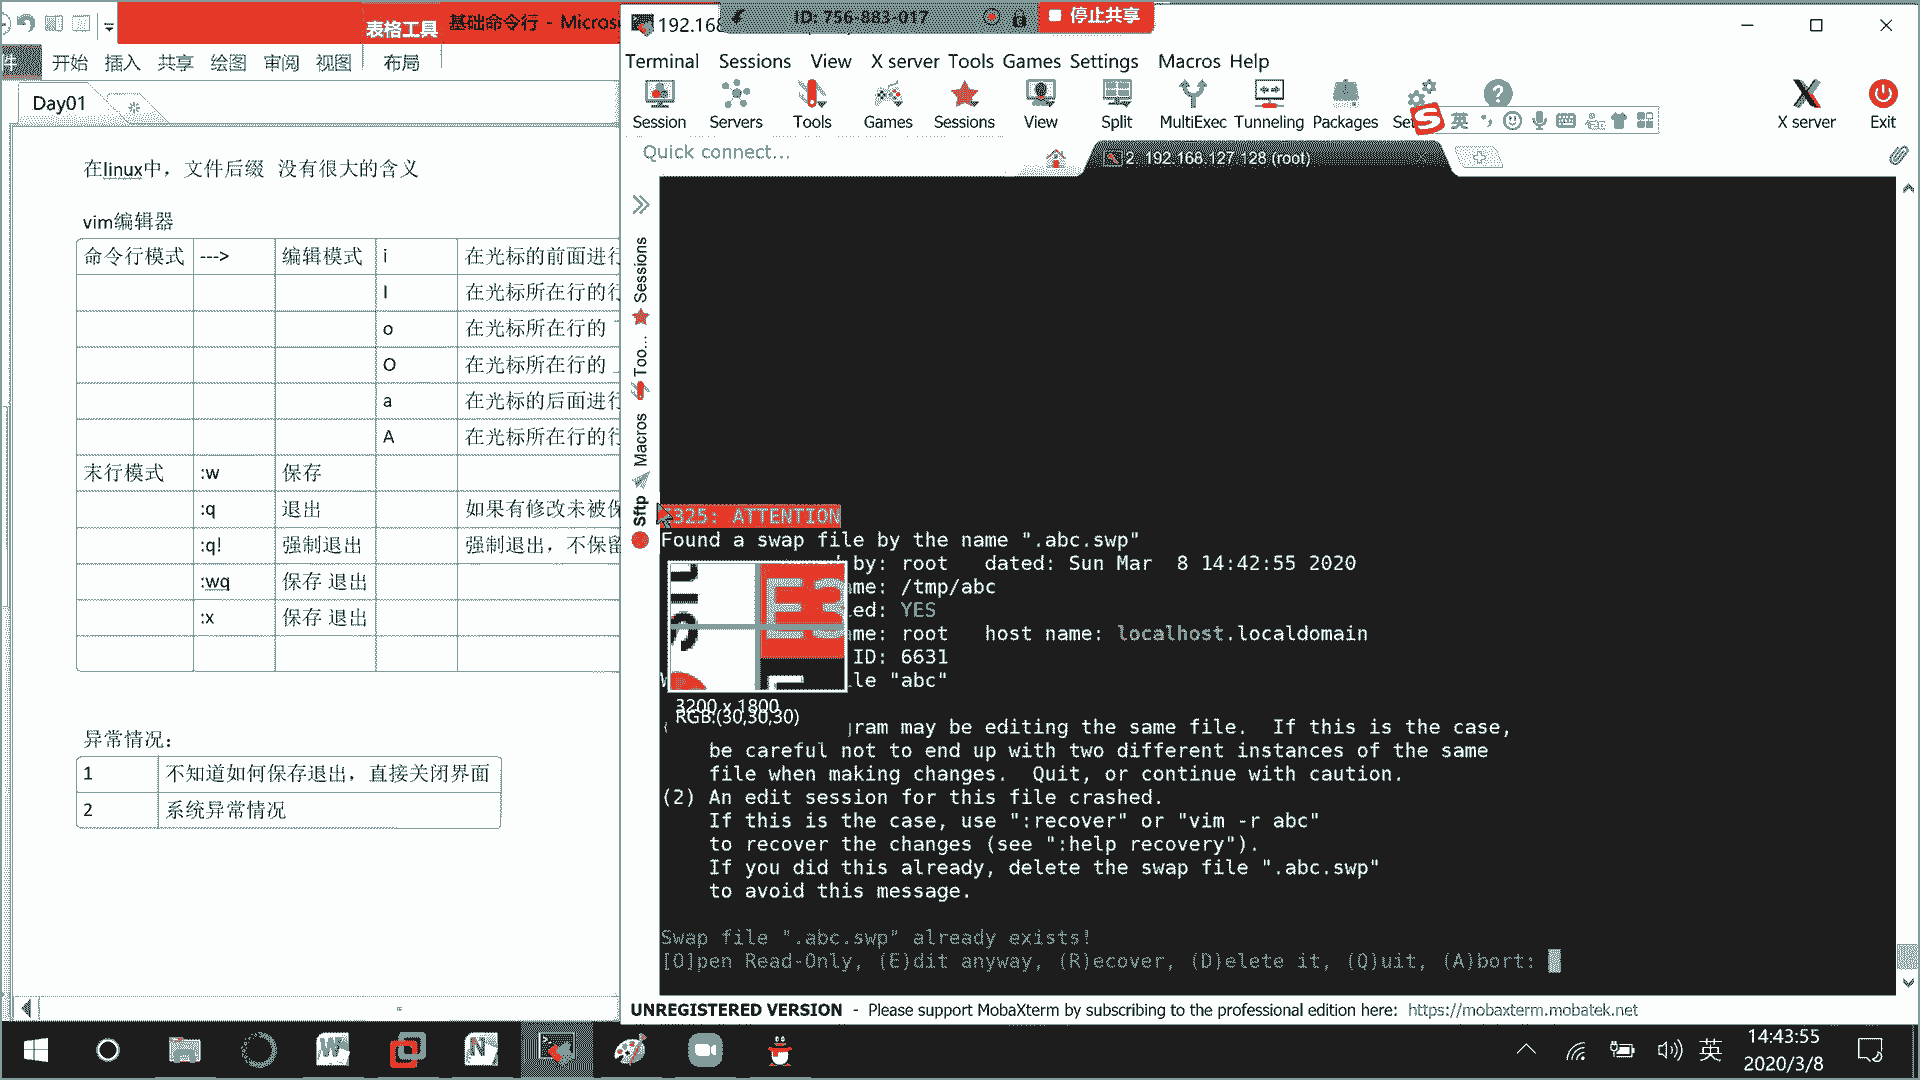 表格工具
基础命令行 - Micros
开始 插入 共享 绘图 审阅 视图 布局
Day01
在linux中，文件后缀 没有很大的含义
vim编辑器
命令行模式 ---> 编辑模式 i 在光标的前面进行
I 在光标所在行的行
o 在光标所在行的
O 在光标所在行的
a 在光标的后面进行
A 在光标所在行的行
末行模式 :w 保存
:q 退出 如果有修改未被保
:q! 强制退出 强制退出，不保留
:wq 保存 退出
:x 保存 退出
异常情况：
1 不知道如何保存退出，直接关闭界面
2 系统异常情况
192.168
ID: 756-883-017
停止共享
Terminal Sessions View X server Tools Games Settings Macros Help
Session Servers Tools Games Sessions View Split MultiExec Tunneling Packages Set X server Exit
英
Quick connect...
2. 192.168.127.128 (root)
Sessions
Too...
Macros
Sftp
325: ATTENTION
Found a swap file by the name ".abc.swp"
by: root dated: Sun Mar 8 14:42:55 2020
me: /tmp/abc
ed: YES
me: root host name: localhost.localdomain
ID: 6631
le "abc"
E3
3200 x 1800
RGB:(30,30,30)
ram may be editing the same file. If this is the case,
be careful not to end up with two different instances of the same
file when making changes. Quit, or continue with caution.
(2) An edit session for this file crashed.
If this is the case, use ":recover" or "vim -r abc"
to recover the changes (see ":help recovery").
If you did this already, delete the swap file ".abc.swp"
to avoid this message.
Swap file ".abc.swp" already exists!
[O]pen Read-Only, (E)dit anyway, (R)ecover, (D)elete it, (Q)uit, (A)bort:
UNREGISTERED VERSION - Please support MobaXterm by subscribing to the professional edition here: https://mobaxterm.mobatek.net
英
14:43:55
2020/3/8